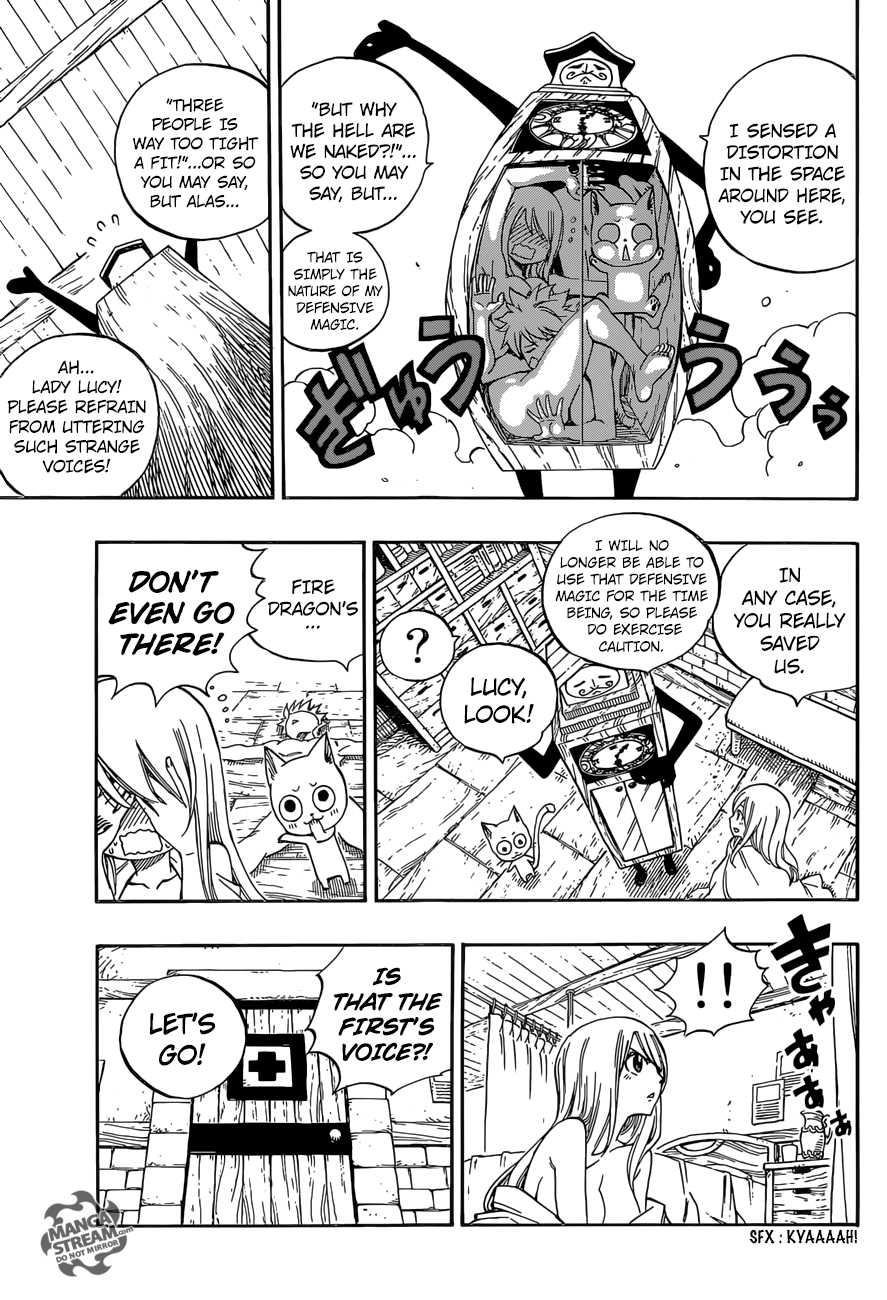 I SENSED A
DISTORTION
IN THE SPACE
AROUND HERE,
YOU SEE.
"BUT WHY
THE HELL ARE
WE NAKED?!"...
SO YOU MAY
SAY, BUT...
THAT IS
SIMPLY THE
NATURE OF MY
DEFENSIVE
MAGIC.
ぎゅうううぅ
"THREE
PEOPLE IS
WAY TOO TIGHT
A FIT!"...OR SO
YOU MAY SAY,
BUT ALAS...
AH...
LADY LUCY!
PLEASE REFRAIN
FROM UTTERING
SUCH STRANGE
VOICES!
IN
ANY CASE,
YOU REALLY
SAVED
US.
I WILL NO
LONGER BE ABLE TO
USE THAT DEFENSIVE
MAGIC FOR THE TIME
BEING, SO PLEASE
DO EXERCISE
CAUTION.
LUCY,
LOOK!
?
FIRE
DRAGON'S
...
DON'T
EVEN GO
THERE!
きゃぁぁぁぁ
!!
SFX : KYAAAAH!
IS
THAT THE
FIRST'S
VOICE?!
LET'S
GO!
MANGA
STREAM.com
DO NOT MIRROR